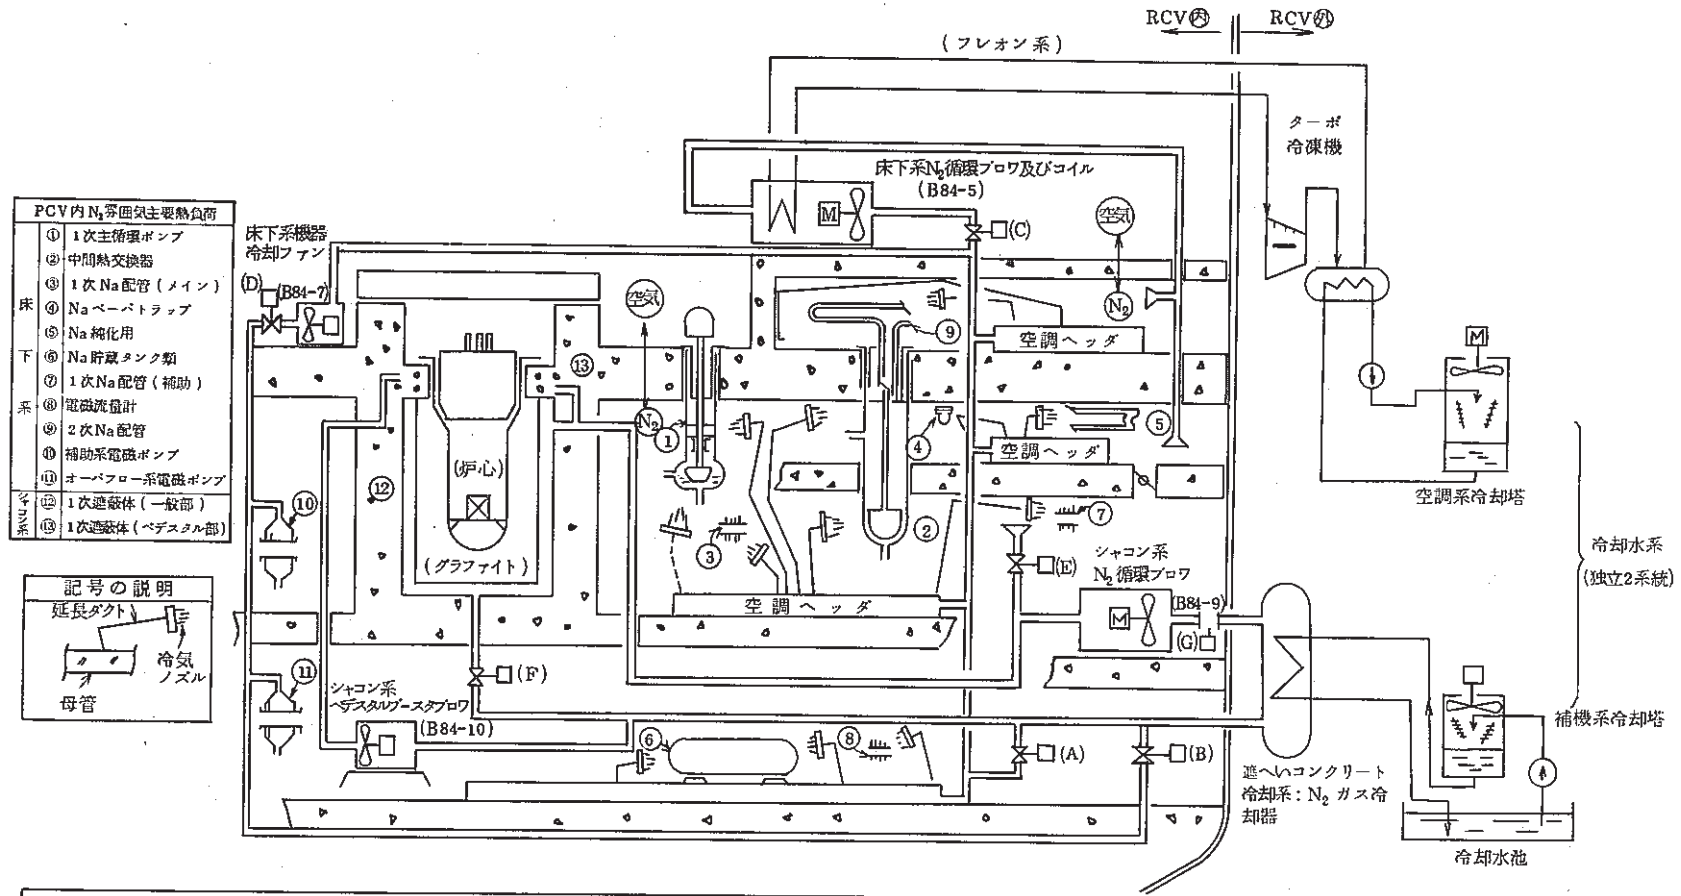 RCV内
RCV外
(フレオン系)
ターボ
冷凍機
床下系N₂循環ブロワ及びコイル
(B84-5)
M
(C)
空気
N₂
PCV内N₂雰囲気主要熱負荷
床下系
① 1次主循環ポンプ
② 中間熱交換器
③ 1次Na配管(メイン)
④ Naベーパトラップ
⑤ Na純化用
⑥ Na貯蔵タンク類
⑦ 1次Na配管(補助)
⑧ 電磁流量計
⑨ 2次Na配管
⑩ 補助系電磁ポンプ
⑪ オーバフロー系電磁ポンプ
シャコン系
⑫ 1次遮蔽体(一般部)
⑬ 1次遮蔽体(ペデスタル部)
床下系機器
冷却ファン
(D)
(B84-7)
空気
N₂
①
⑬
⑨
空調ヘッダ
④
⑤
空調ヘッダ
M
空調系冷却塔
(炉心)
(グラファイト)
⑫
⑩
③
②
⑦
(E)
シャコン系
N₂循環ブロワ
(B84-9)
M
(G)
空調ヘッダ
冷却水系
(独立2系統)
記号の説明
延長ダクト
冷気
ノズル
母管
⑪
(F)
シャコン系
ペデスタルブースタブロワ
(B84-10)
⑥
⑧
(A)
(B)
補機系冷却塔
遮へいコンクリート
冷却系:N₂ガス冷
却器
冷却水池